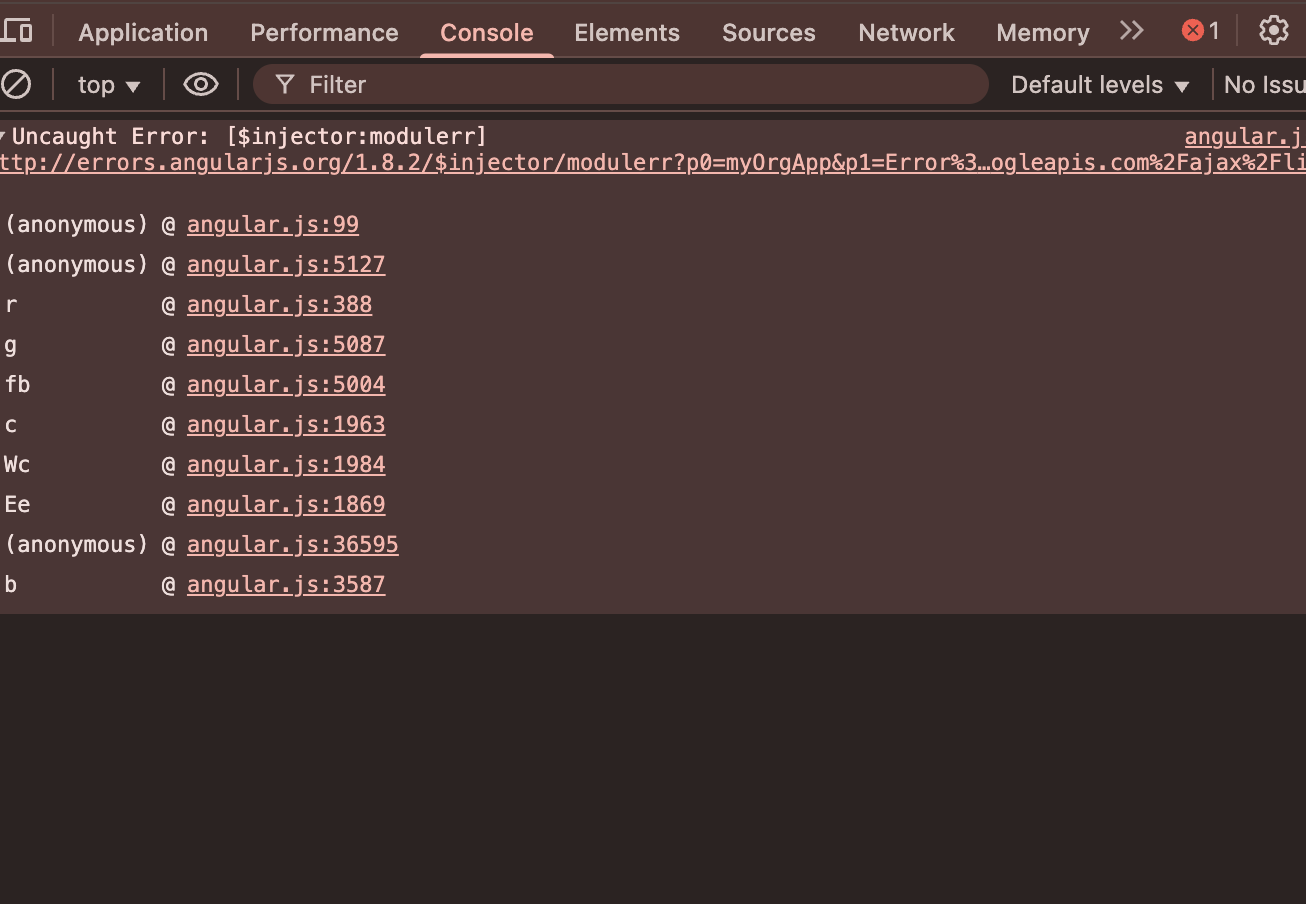 Application Performance Console Elements Sources Network Memory 1
top Filter Default levels No Issu
Uncaught Error: [$injector:modulerr] angular.j
ttp://errors.angularjs.org/1.8.2/$injector/modulerr?p0=myOrgApp&p1=Error%3…ogleapis.com%2Fajax%2Fli
(anonymous) @ angular.js:99
(anonymous) @ angular.js:5127
r @ angular.js:388
g @ angular.js:5087
fb @ angular.js:5004
c @ angular.js:1963
Wc @ angular.js:1984
Ee @ angular.js:1869
(anonymous) @ angular.js:36595
b @ angular.js:3587